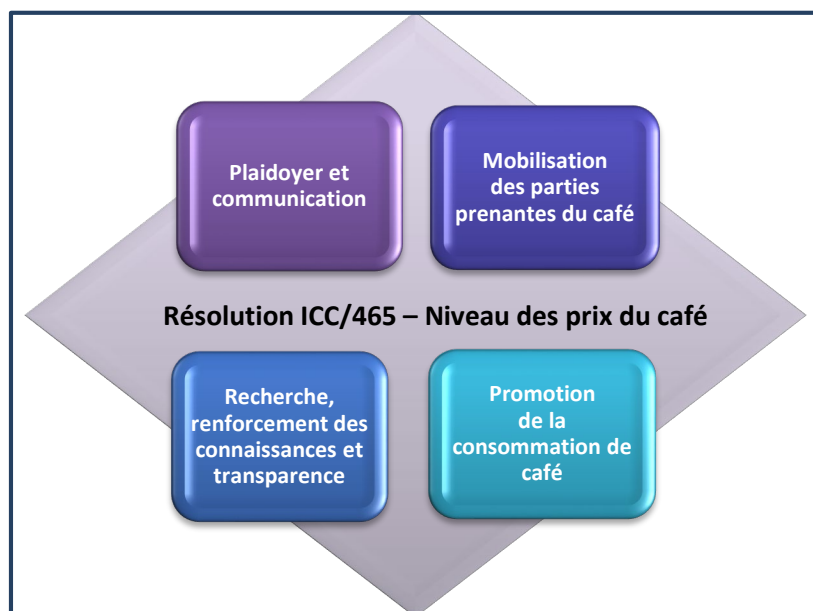 Plaidoyer et
communication
Mobilisation
des parties
prenantes du café
Résolution ICC/465 – Niveau des prix du café
Recherche,
renforcement des
connaissances et
transparence
Promotion
de la
consommation de
café